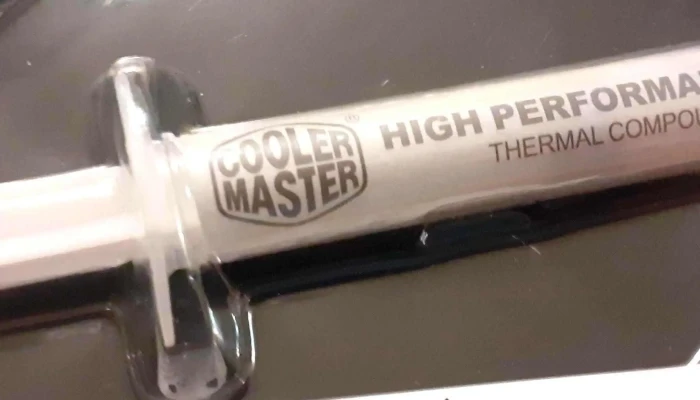 COOLER
MASTER
®
HIGH PERFORMA
THERMAL COMPOU